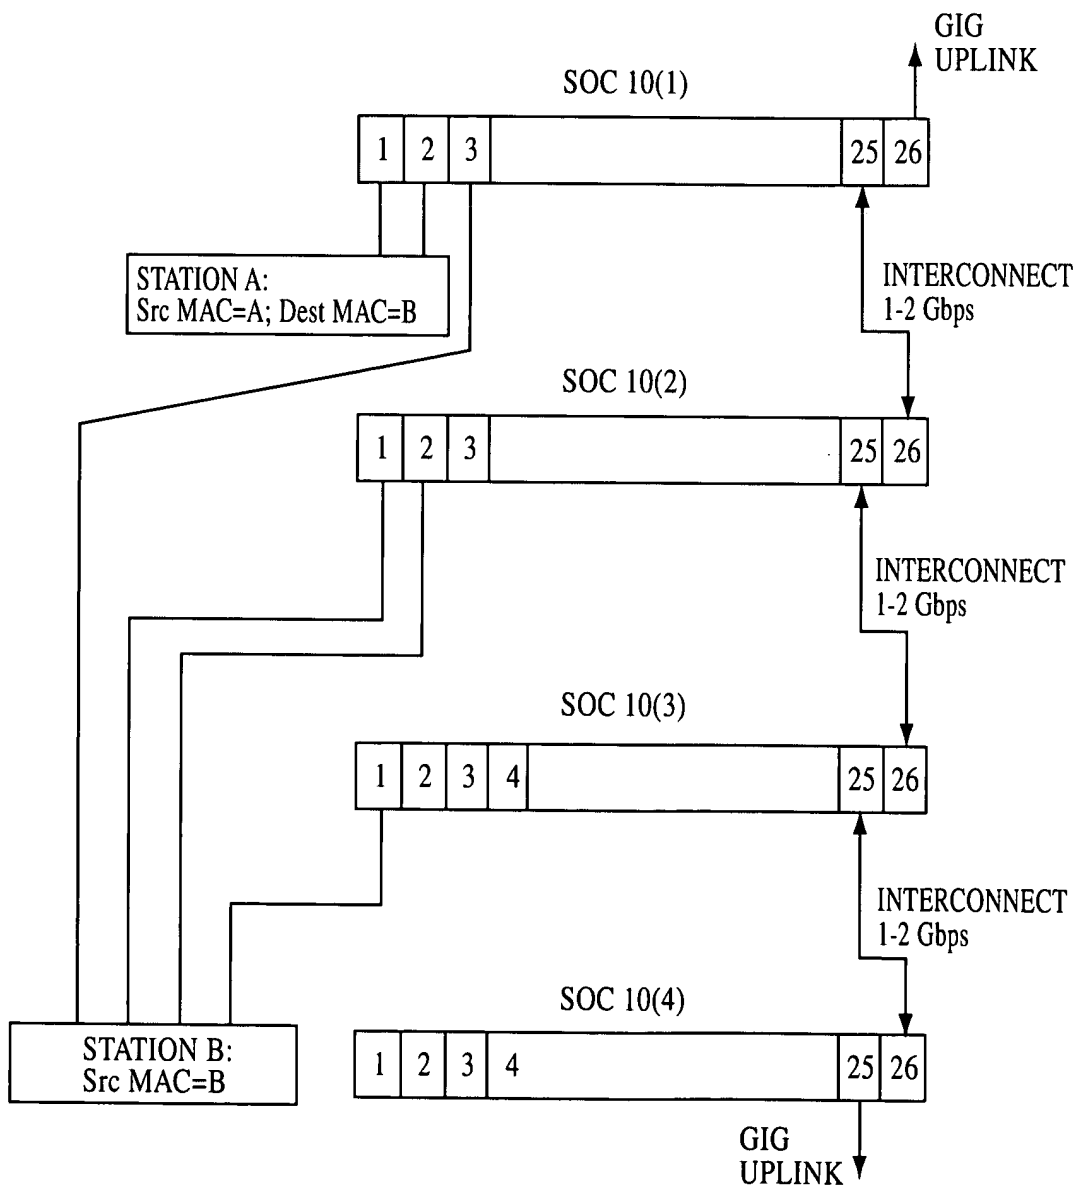 GIG
UPLINK
SOC 10(1)
1 2 3 25 26
STATION A:
Src MAC=A; Dest MAC=B
INTERCONNECT
1-2 Gbps
SOC 10(2)
1 2 3 25 26
INTERCONNECT
1-2 Gbps
SOC 10(3)
1 2 3 4 25 26
INTERCONNECT
1-2 Gbps
SOC 10(4)
STATION B:
Src MAC=B
1 2 3 4 25 26
GIG
UPLINK